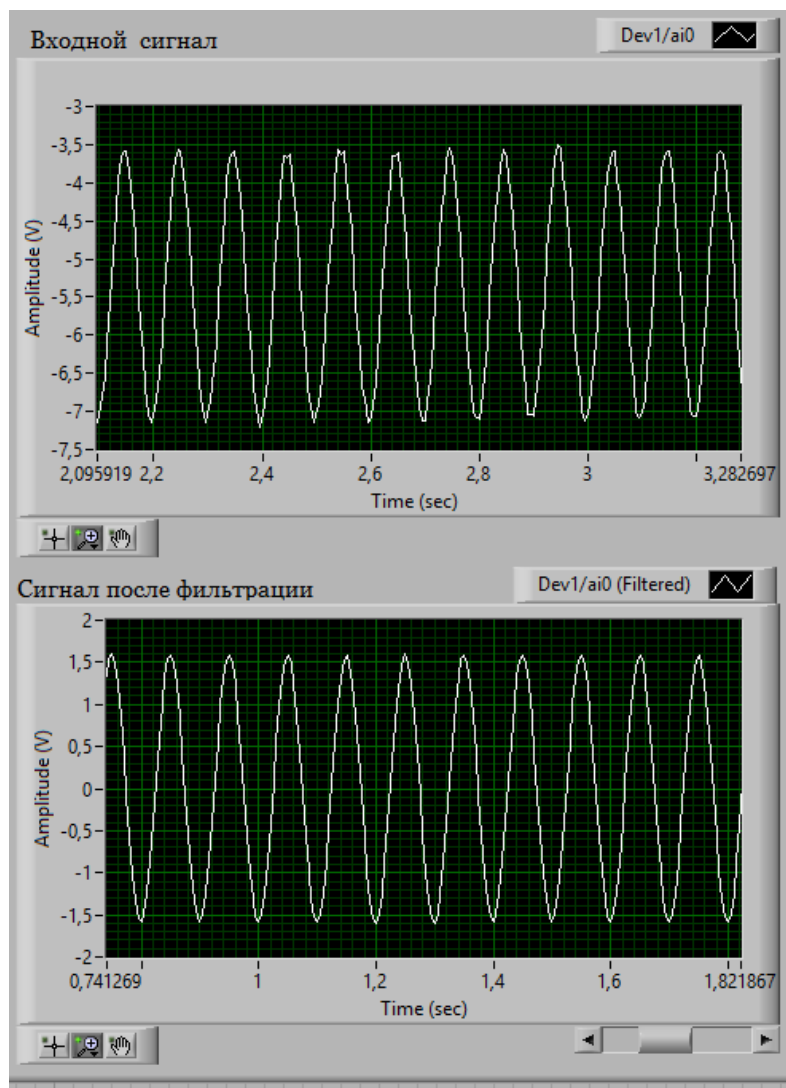 Входной сигнал
Dev1/ai0
-3
-3,5
-4
-4,5
-5
-5,5
-6
-6,5
-7
-7,5
Amplitude (V)
2,095919 2,2 2,4 2,6 2,8 3 3,282697
Time (sec)
Сигнал после фильтрации
Dev1/ai0 (Filtered)
2
1,5
1
0,5
0
-0,5
-1
-1,5
-2
Amplitude (V)
0,741269 1 1,2 1,4 1,6 1,821867
Time (sec)